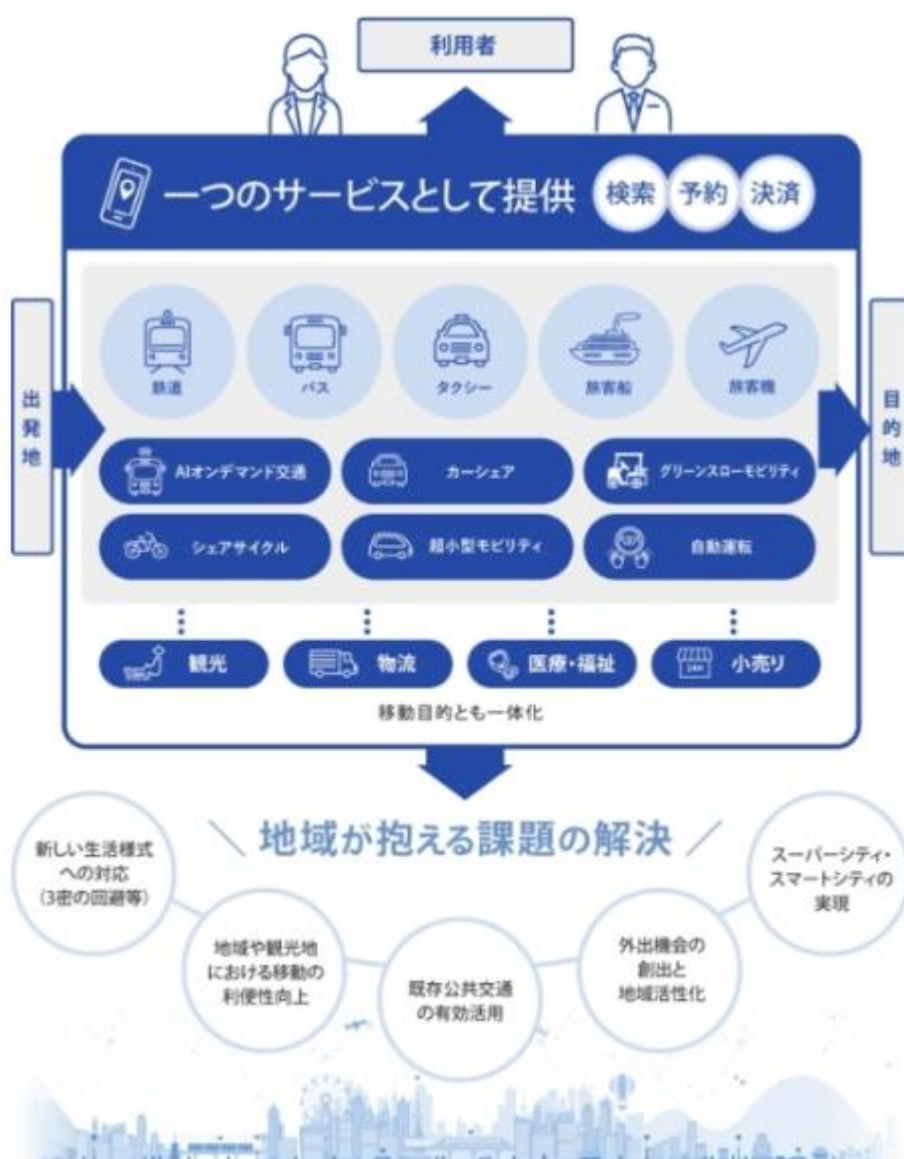 利用者
一つのサービスとして提供
検索
予約
決済
出発地
目的地
鉄道
バス
タクシー
旅客船
旅客機
AIオンデマンド交通
カーシェア
グリーンスローモビリティ
シェアサイクル
超小型モビリティ
自動運転
観光
物流
医療・福祉
小売り
移動目的とも一体化
地域が抱える課題の解決
新しい生活様式
への対応
(3密の回避等)
地域や観光地
における移動の
利便性向上
既存公共交通
の有効活用
外出機会の
創出と
地域活性化
スーパーシティ・
スマートシティの
実現